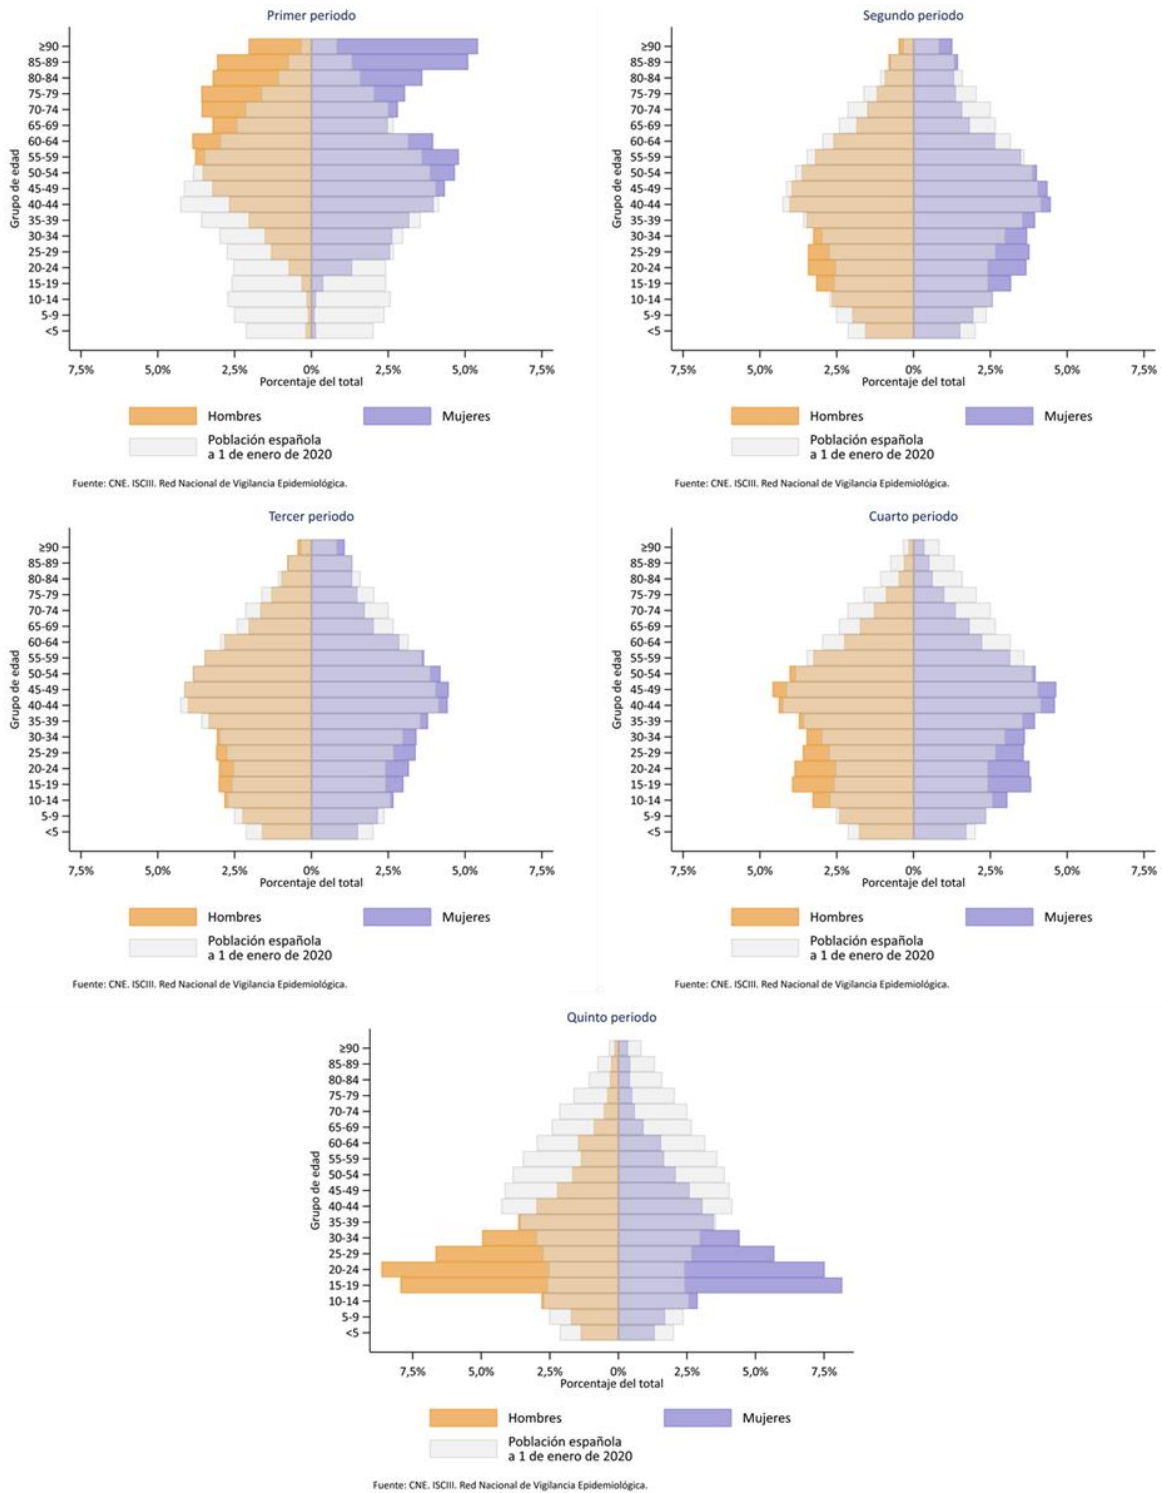 Primer periodo
Grupo de edad
≥90
85-89
80-84
75-79
70-74
65-69
60-64
55-59
50-54
45-49
40-44
35-39
30-34
25-29
20-24
15-19
10-14
5-9
<5
7,5% 5,0% 2,5% 0% 2,5% 5,0% 7,5%
Porcentaje del total
Hombres Mujeres
Población española
a 1 de enero de 2020
Fuente: CNE. ISCIII. Red Nacional de Vigilancia Epidemiológica.
Segundo periodo
Grupo de edad
≥90
85-89
80-84
75-79
70-74
65-69
60-64
55-59
50-54
45-49
40-44
35-39
30-34
25-29
20-24
15-19
10-14
5-9
<5
7,5% 5,0% 2,5% 0% 2,5% 5,0% 7,5%
Porcentaje del total
Hombres Mujeres
Población española
a 1 de enero de 2020
Fuente: CNE. ISCIII. Red Nacional de Vigilancia Epidemiológica.
Tercer periodo
Grupo de edad
≥90
85-89
80-84
75-79
70-74
65-69
60-64
55-59
50-54
45-49
40-44
35-39
30-34
25-29
20-24
15-19
10-14
5-9
<5
7,5% 5,0% 2,5% 0% 2,5% 5,0% 7,5%
Porcentaje del total
Hombres Mujeres
Población española
a 1 de enero de 2020
Fuente: CNE. ISCIII. Red Nacional de Vigilancia Epidemiológica.
Cuarto periodo
Grupo de edad
≥90
85-89
80-84
75-79
70-74
65-69
60-64
55-59
50-54
45-49
40-44
35-39
30-34
25-29
20-24
15-19
10-14
5-9
<5
7,5% 5,0% 2,5% 0% 2,5% 5,0% 7,5%
Porcentaje del total
Hombres Mujeres
Población española
a 1 de enero de 2020
Fuente: CNE. ISCIII. Red Nacional de Vigilancia Epidemiológica.
Quinto periodo
Grupo de edad
≥90
85-89
80-84
75-79
70-74
65-69
60-64
55-59
50-54
45-49
40-44
35-39
30-34
25-29
20-24
15-19
10-14
5-9
<5
7,5% 5,0% 2,5% 0% 2,5% 5,0% 7,5%
Porcentaje del total
Hombres Mujeres
Población española
a 1 de enero de 2020
Fuente: CNE. ISCIII. Red Nacional de Vigilancia Epidemiológica.